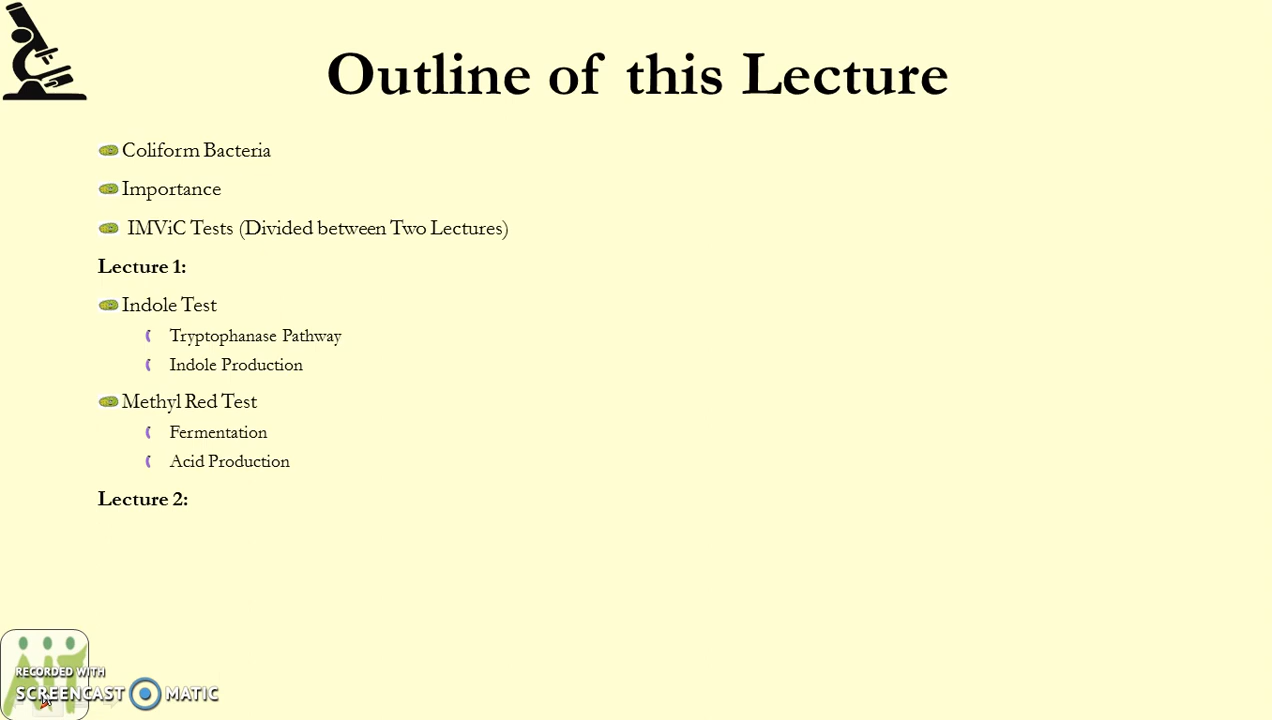 Outline of this Lecture
Coliform Bacteria
Importance
IMViC Tests (Divided between Two Lectures)
Lecture 1:
Indole Test
Tryptophanase Pathway
Indole Production
Methyl Red Test
Fermentation
Acid Production
Lecture 2:
RECORDED WITH
SCREENCAST MATIC